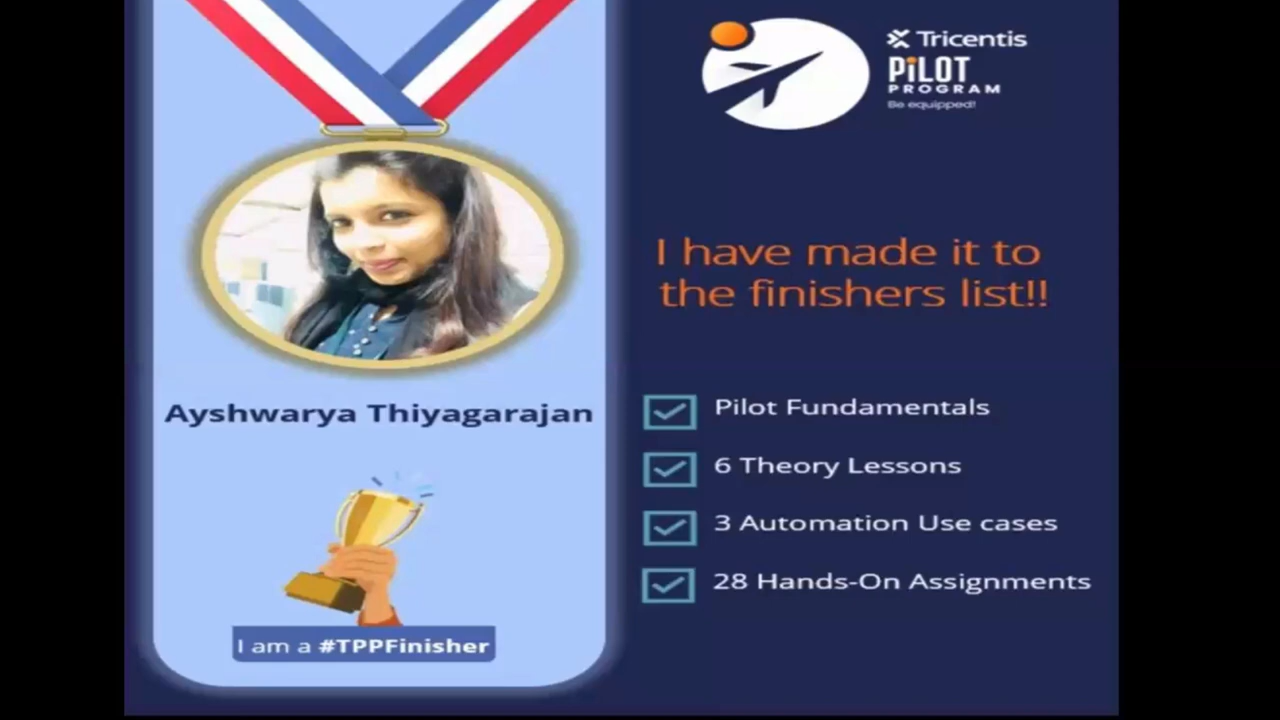 Tricentis
PiLOT
PROGRAM
Be equipped!
I have made it to
the finishers list!!
Ayshwarya Thiyagarajan
Pilot Fundamentals
6 Theory Lessons
3 Automation Use cases
28 Hands-On Assignments
I am a #TPPFinisher